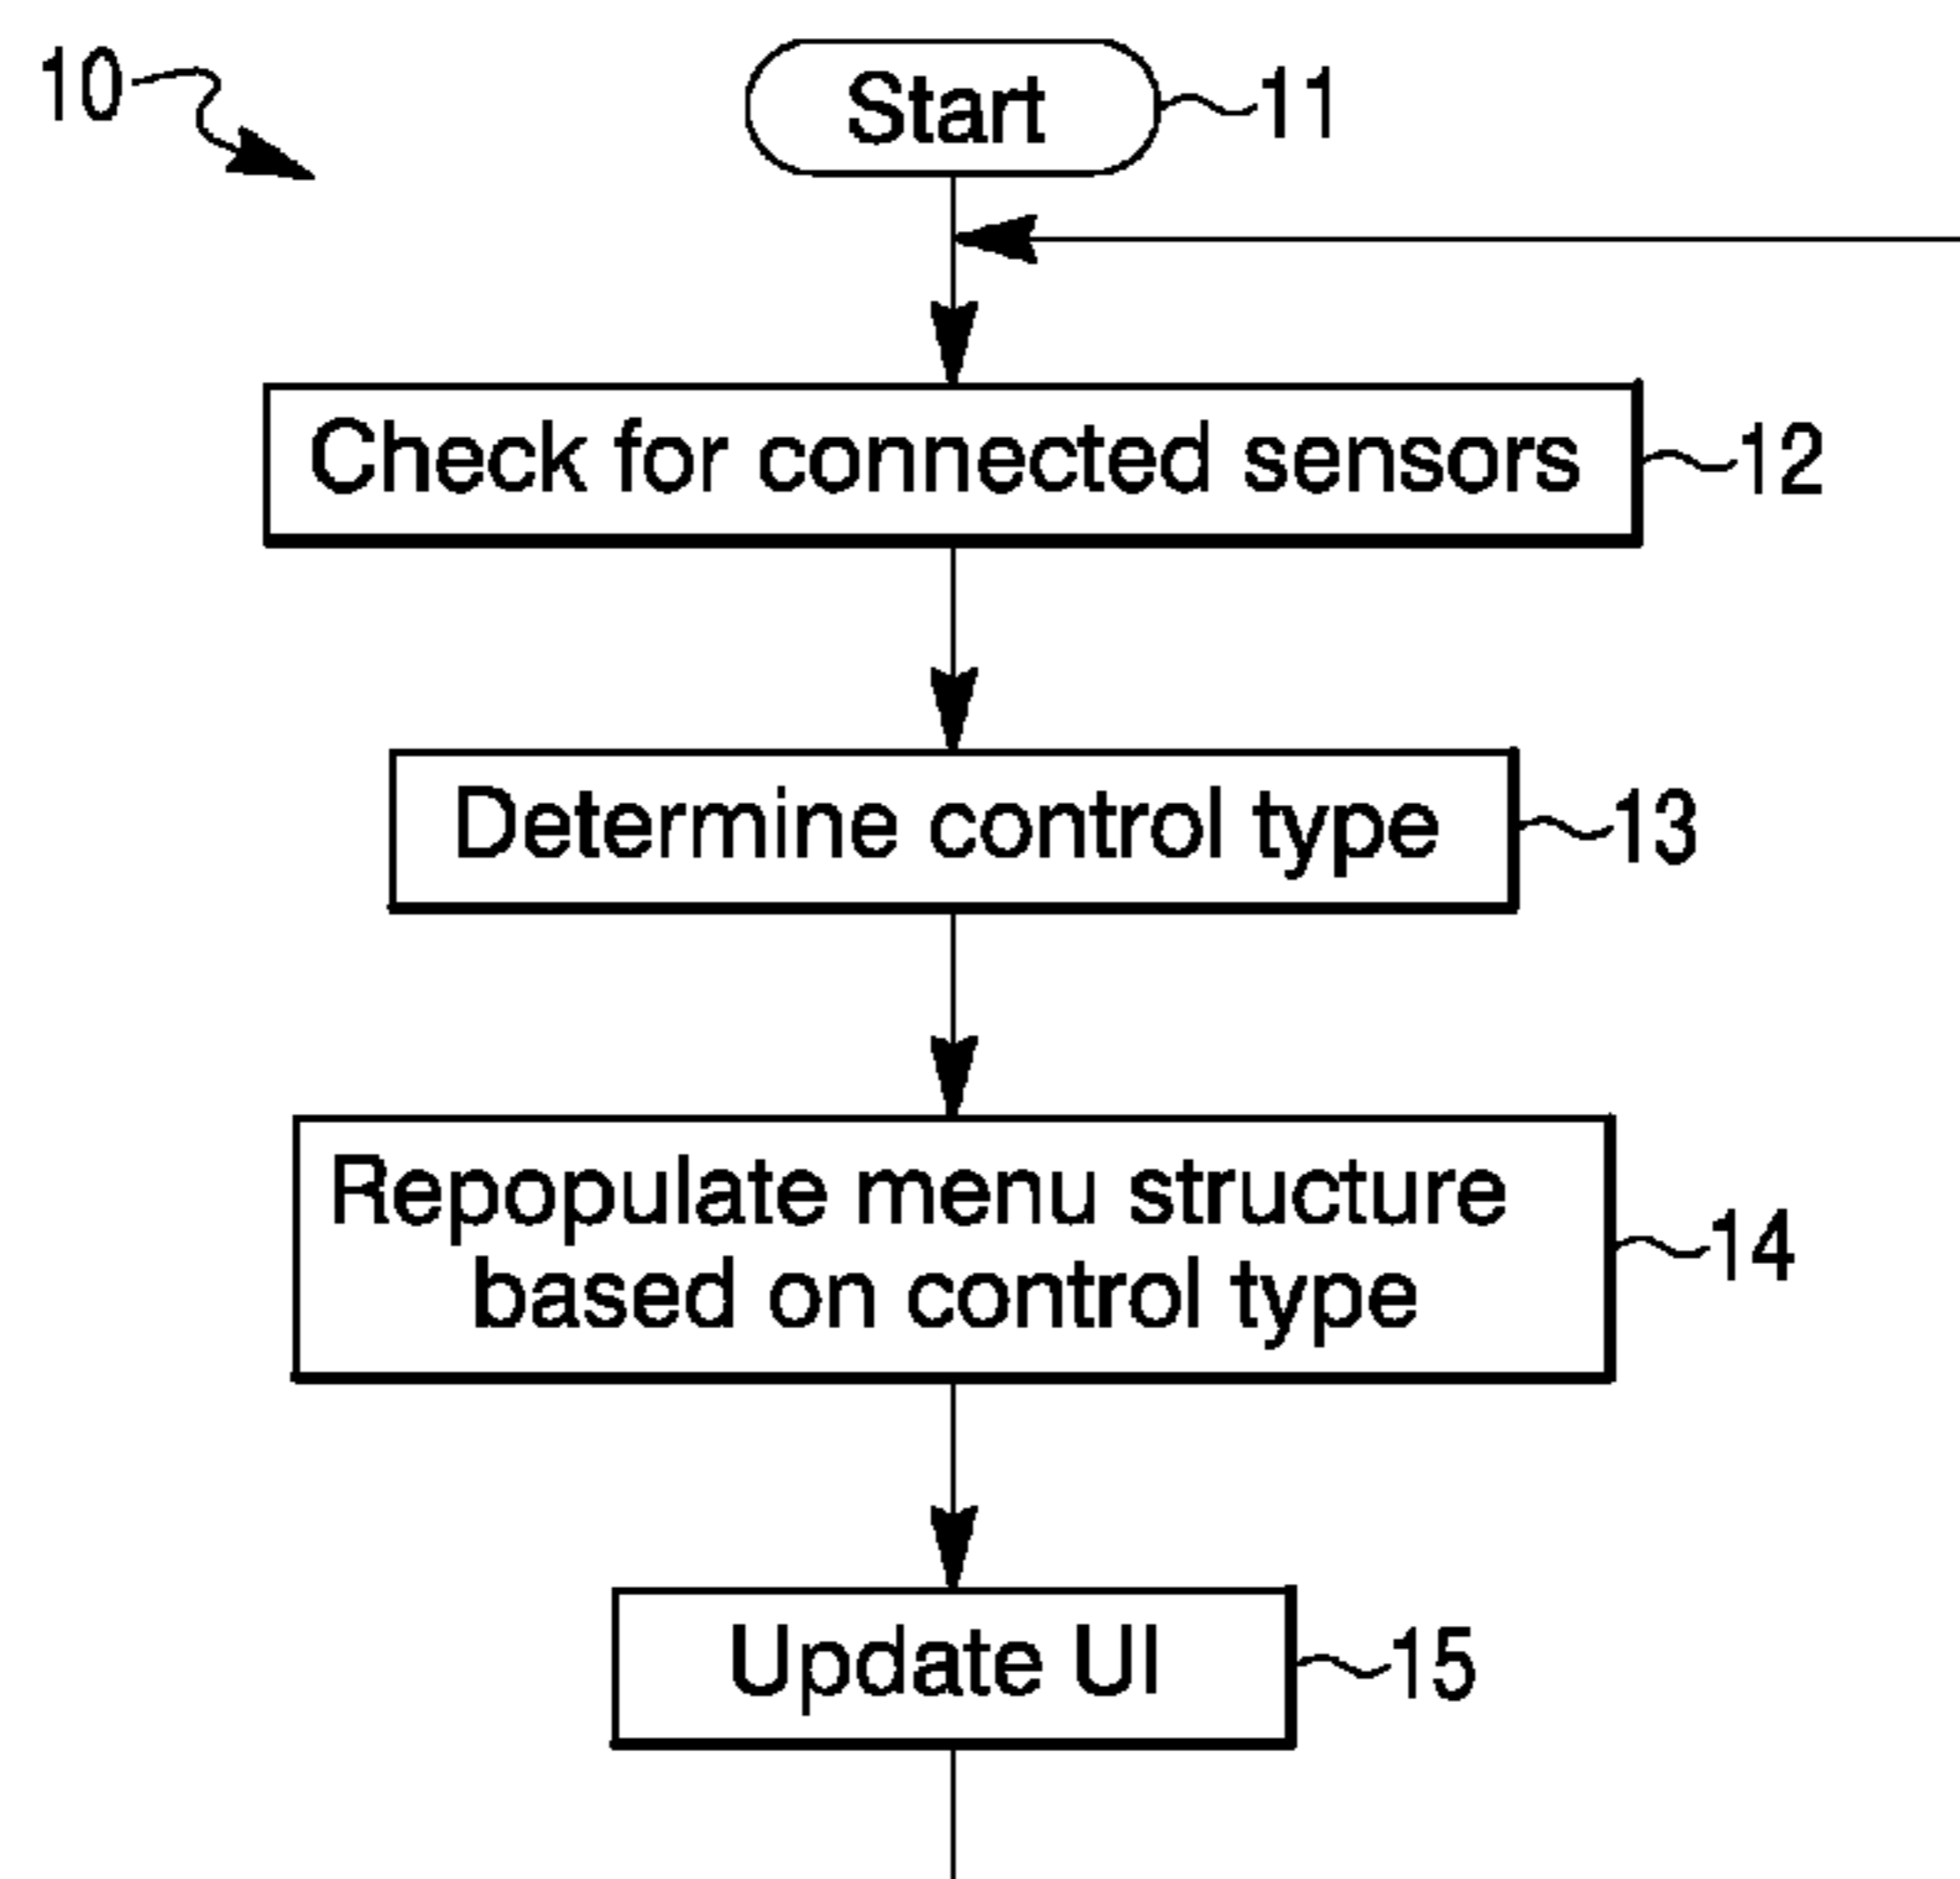 10
Start
11
Check for connected sensors
12
Determine control type
13
Repopulate menu structure
based on control type
14
Update UI
15